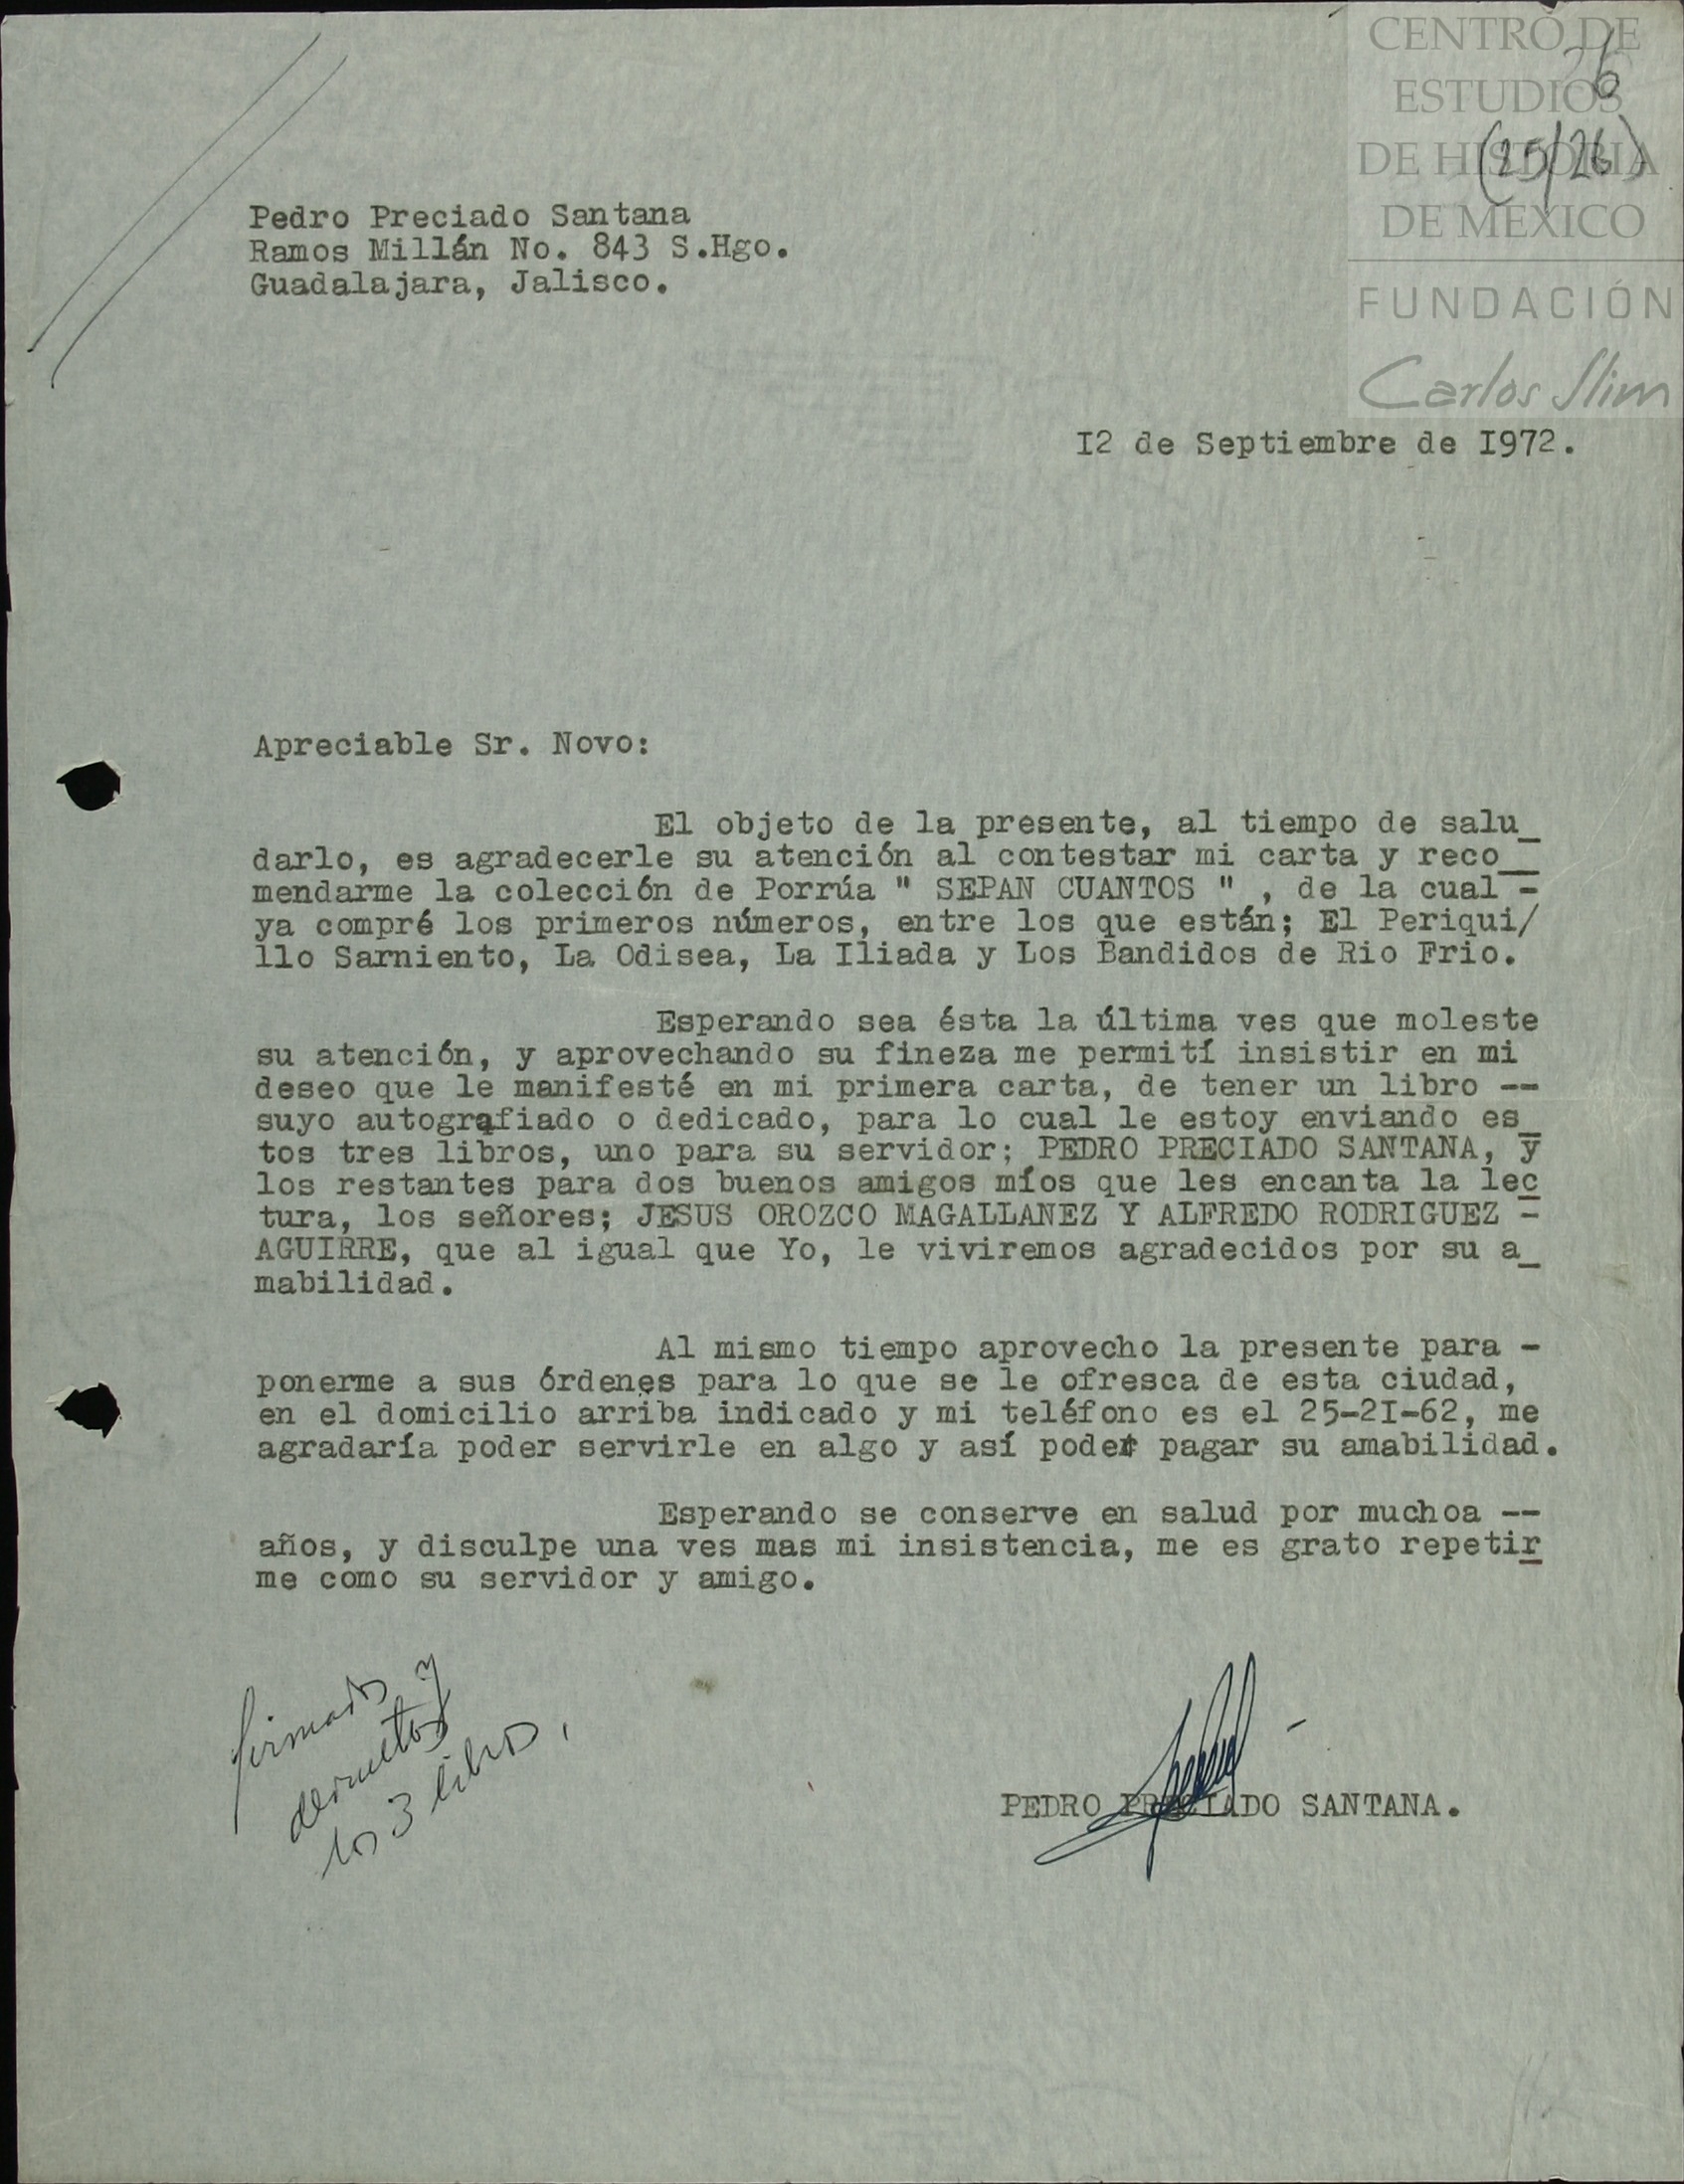 CENTRO DE
ESTUDIOS
DE HISTORIA
DE MÉXICO
FUNDACIÓN
Carlos Slim
26
(25/26)
Pedro Preciado Santana
Ramos Millán No. 843 S.Hgo.
Guadalajara, Jalisco.
I2 de Septiembre de I972.
Apreciable Sr. Novo:
El objeto de la presente, al tiempo de salu_
darlo, es agradecerle su atención al contestar mi carta y reco_
mendarme la colección de Porrúa " SEPAN CUANTOS " , de la cual -
ya compré los primeros números, entre los que están; El Periqui/
llo Sarniento, La Odisea, La Iliada y Los Bandidos de Rio Frio.
Esperando sea ésta la última ves que moleste
su atención, y aprovechando su fineza me permití insistir en mi
deseo que le manifesté en mi primera carta, de tener un libro --
suyo autografiado o dedicado, para lo cual le estoy enviando es_
tos tres libros, uno para su servidor; PEDRO PRECIADO SANTANA, y
los restantes para dos buenos amigos míos que les encanta la lec
tura, los señores; JESUS OROZCO MAGALLANEZ Y ALFREDO RODRIGUEZ -
AGUIRRE, que al igual que Yo, le viviremos agradecidos por su a_
mabilidad.
Al mismo tiempo aprovecho la presente para -
ponerme a sus órdenes para lo que se le ofresca de esta ciudad,
en el domicilio arriba indicado y mi teléfono es el 25-2I-62, me
agradaría poder servirle en algo y así poder pagar su amabilidad.
Esperando se conserve en salud por muchoa --
años, y disculpe una ves mas mi insistencia, me es grato repetir
me como su servidor y amigo.
firmados y
devueltos
los 3 libros.
PEDRO PRECIADO SANTANA.